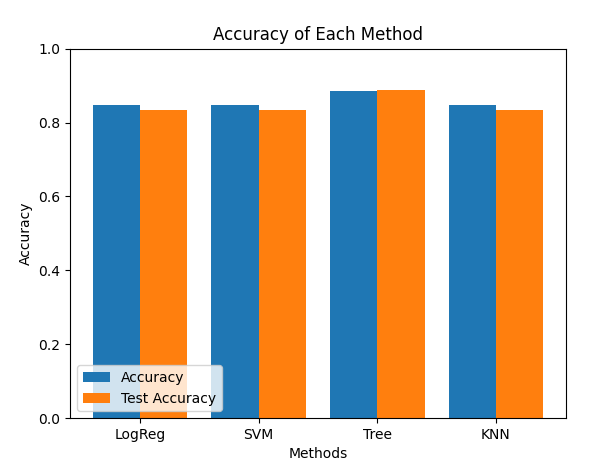 Accuracy of Each Method
1.0
0.8
0.6
0.4
0.2
0.0
Accuracy
Accuracy
Test Accuracy
LogReg SVM Tree KNN
Methods